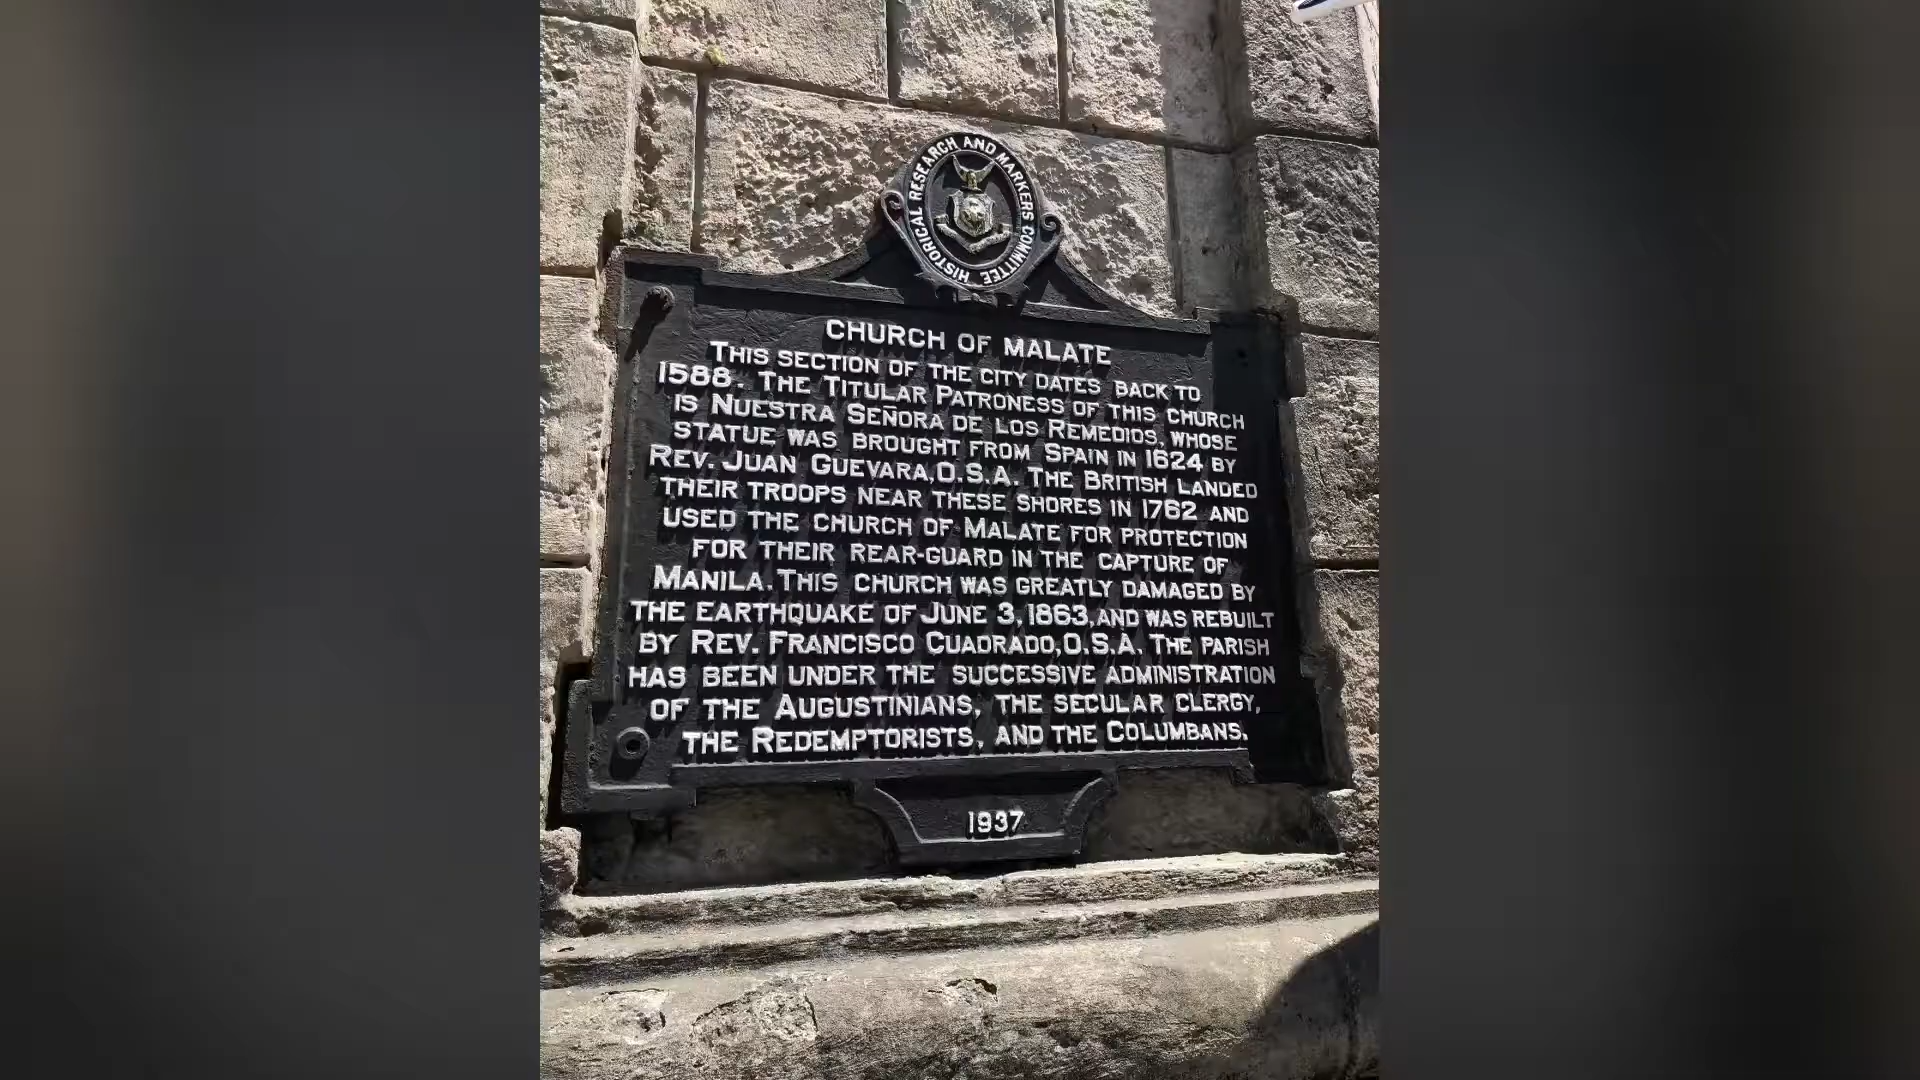 HISTORICAL RESEARCH AND MARKERS COMMITTEE
CHURCH OF MALATE
THIS SECTION OF THE CITY DATES BACK TO
1588. THE TITULAR PATRONESS OF THIS CHURCH
IS NUESTRA SEÑORA DE LOS REMEDIOS, WHOSE
STATUE WAS BROUGHT FROM SPAIN IN 1624 BY
REV. JUAN GUEVARA, O.S.A. THE BRITISH LANDED
THEIR TROOPS NEAR THESE SHORES IN 1762 AND
USED THE CHURCH OF MALATE FOR PROTECTION
FOR THEIR REAR-GUARD IN THE CAPTURE OF
MANILA. THIS CHURCH WAS GREATLY DAMAGED BY
THE EARTHQUAKE OF JUNE 3, 1863, AND WAS REBUILT
BY REV. FRANCISCO CUADRADO, O.S.A. THE PARISH
HAS BEEN UNDER THE SUCCESSIVE ADMINISTRATION
OF THE AUGUSTINIANS, THE SECULAR CLERGY,
THE REDEMPTORISTS, AND THE COLUMBANS.
1937